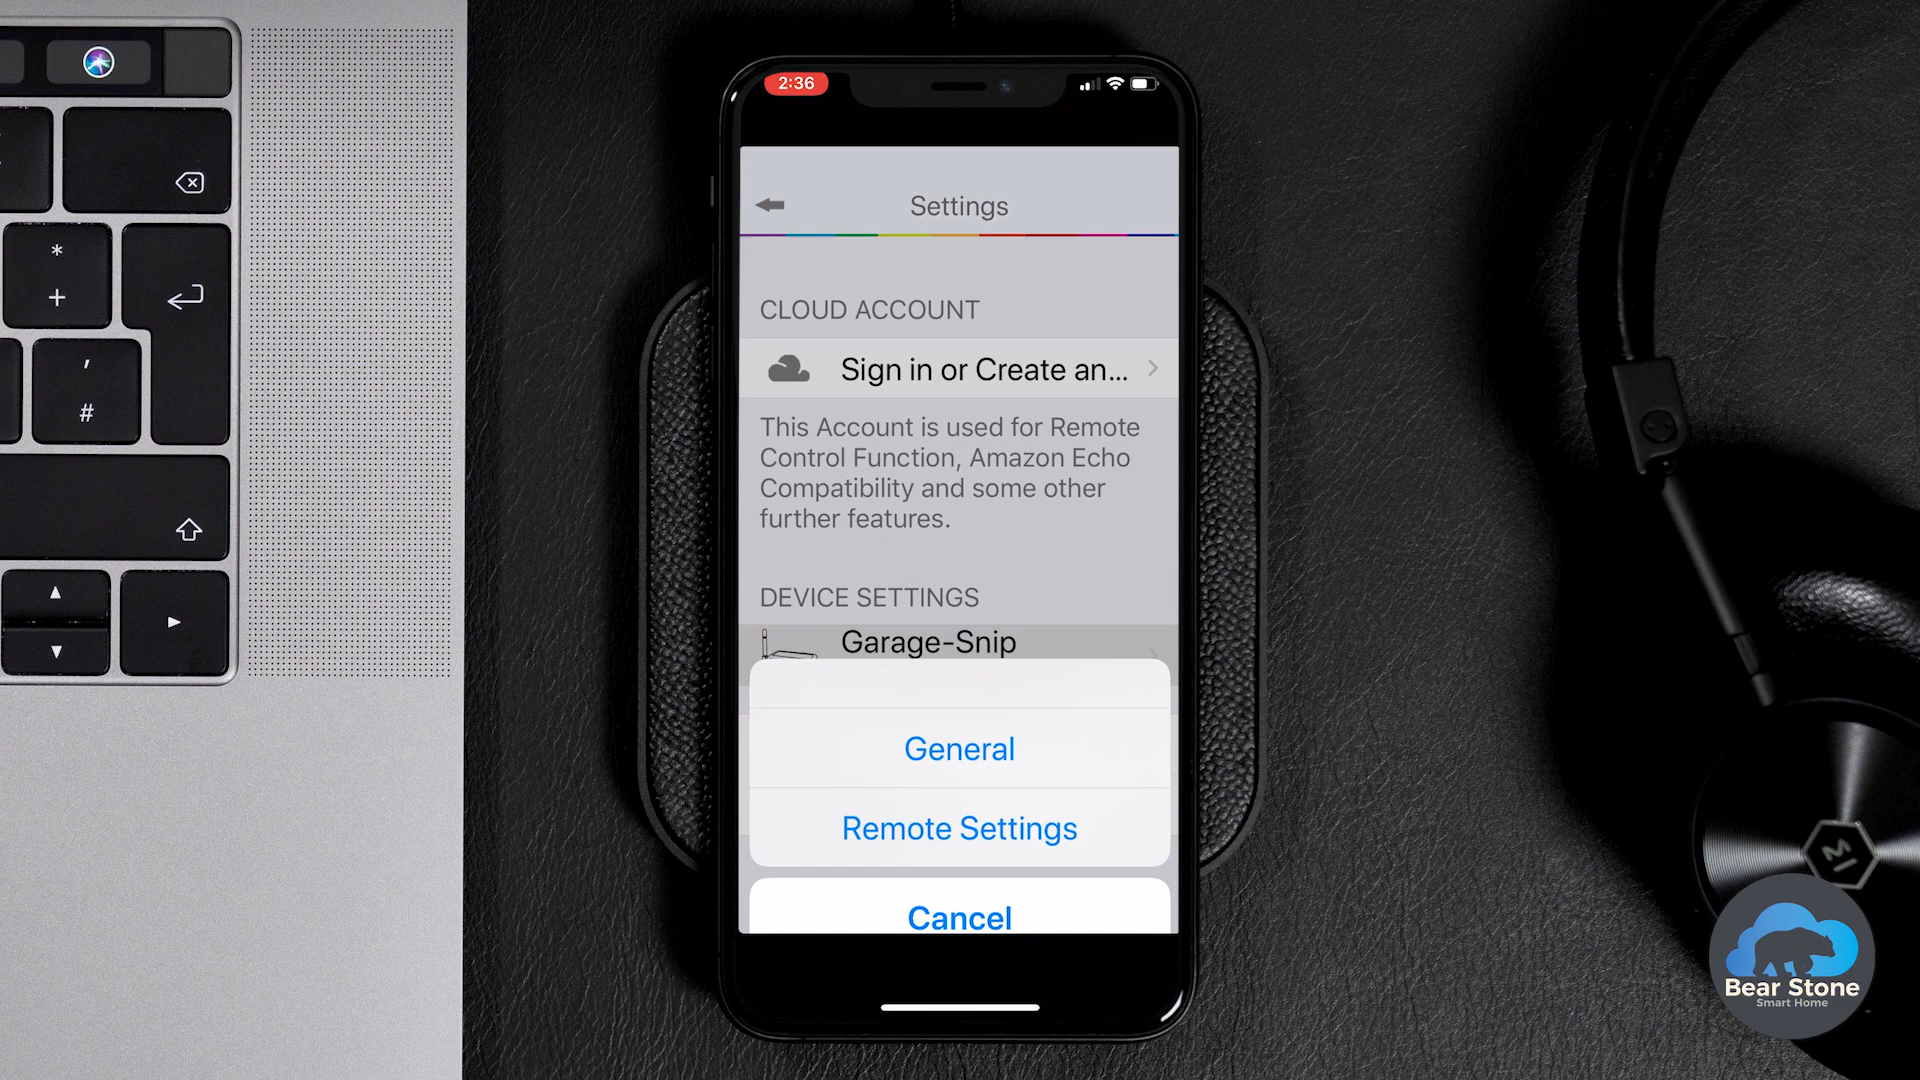 2:36
Settings
CLOUD ACCOUNT
Sign in or Create an...
This Account is used for Remote
Control Function, Amazon Echo
Compatibility and some other
further features.
DEVICE SETTINGS
Garage-Snip
General
Remote Settings
Cancel
*
+
'
#
Bear Stone
Smart Home